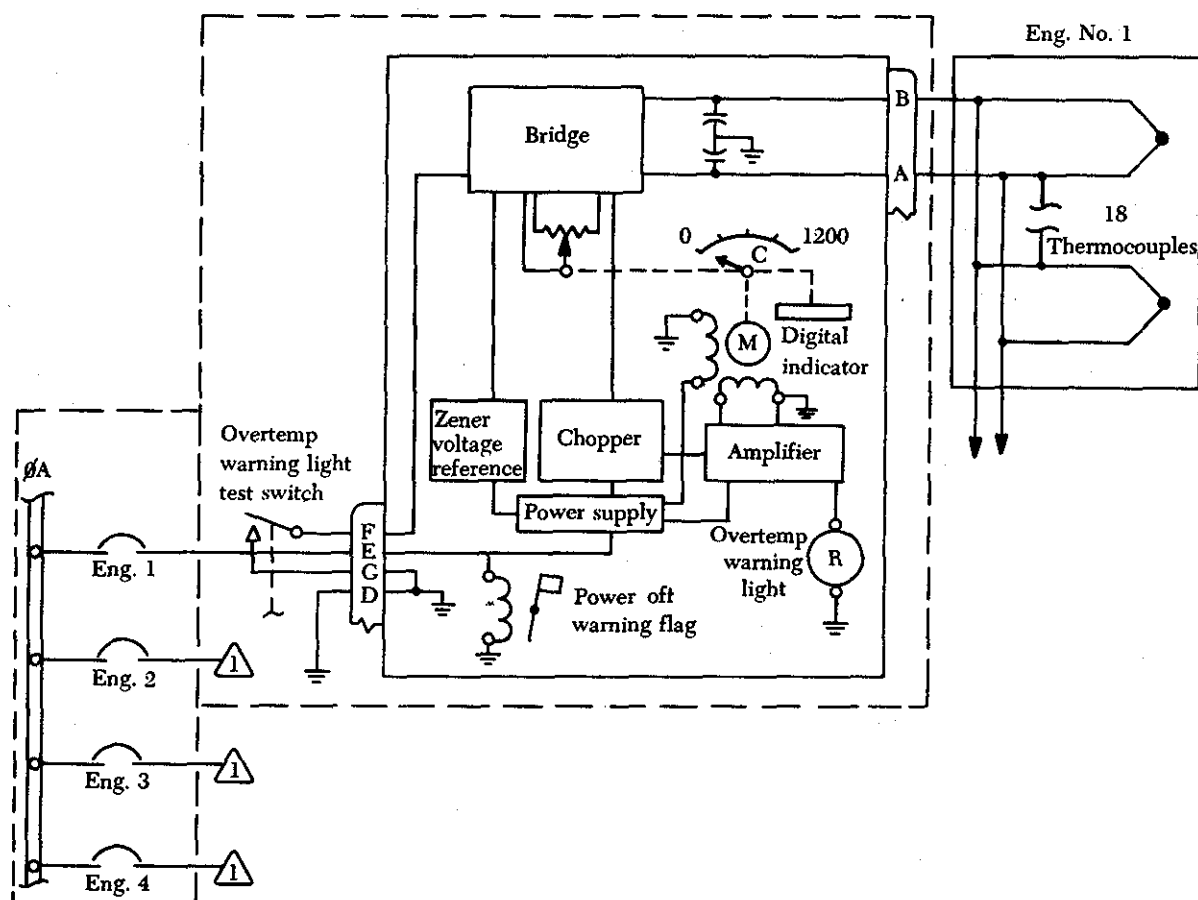 Eng. No. 1
B
Bridge
A
18
Thermocouples
0
1200
C
M
Digital
indicator
Zener
voltage
reference
Chopper
Amplifier
Overtemp
warning light
test switch
ØA
Power supply
F
E
G
D
Eng. 1
Overtemp
warning
light
R
Power oft
warning flag
Eng. 2
1
Eng. 3
1
Eng. 4
1